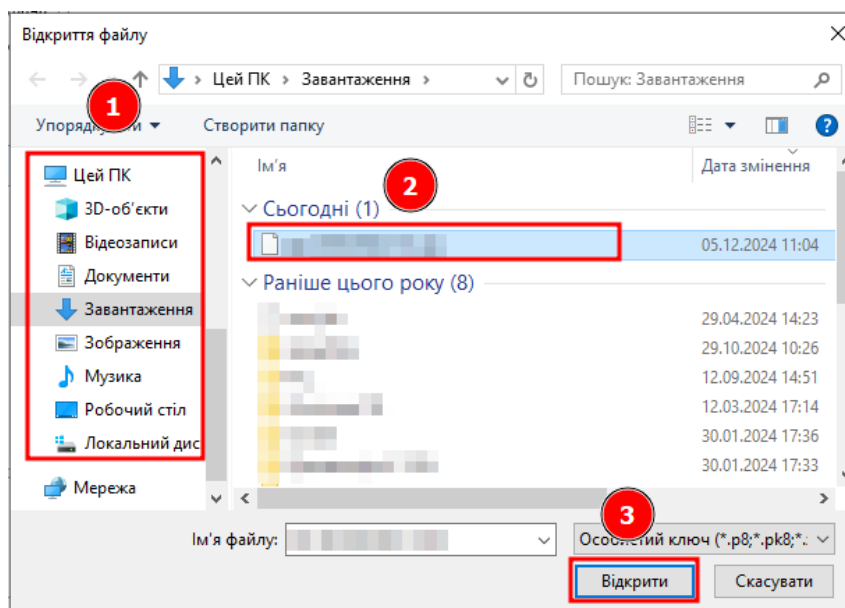 Відкриття файлу
Цей ПК › Завантаження ›
Пошук: Завантаження
1
Створити папку
Цей ПК
3D-об'єкти
Відеозаписи
Документи
Завантаження
Зображення
Музика
Робочий стіл
Локальний дис
Мережа
Ім'я
Дата змінення
2
Сьогодні (1)
05.12.2024 11:04
Раніше цього року (8)
29.04.2024 14:23
29.10.2024 10:26
12.09.2024 14:51
12.03.2024 17:14
30.01.2024 17:36
30.01.2024 17:33
3
Ім'я файлу:
ключ (*.p8;*.pk8;*.:
Відкрити
Скасувати